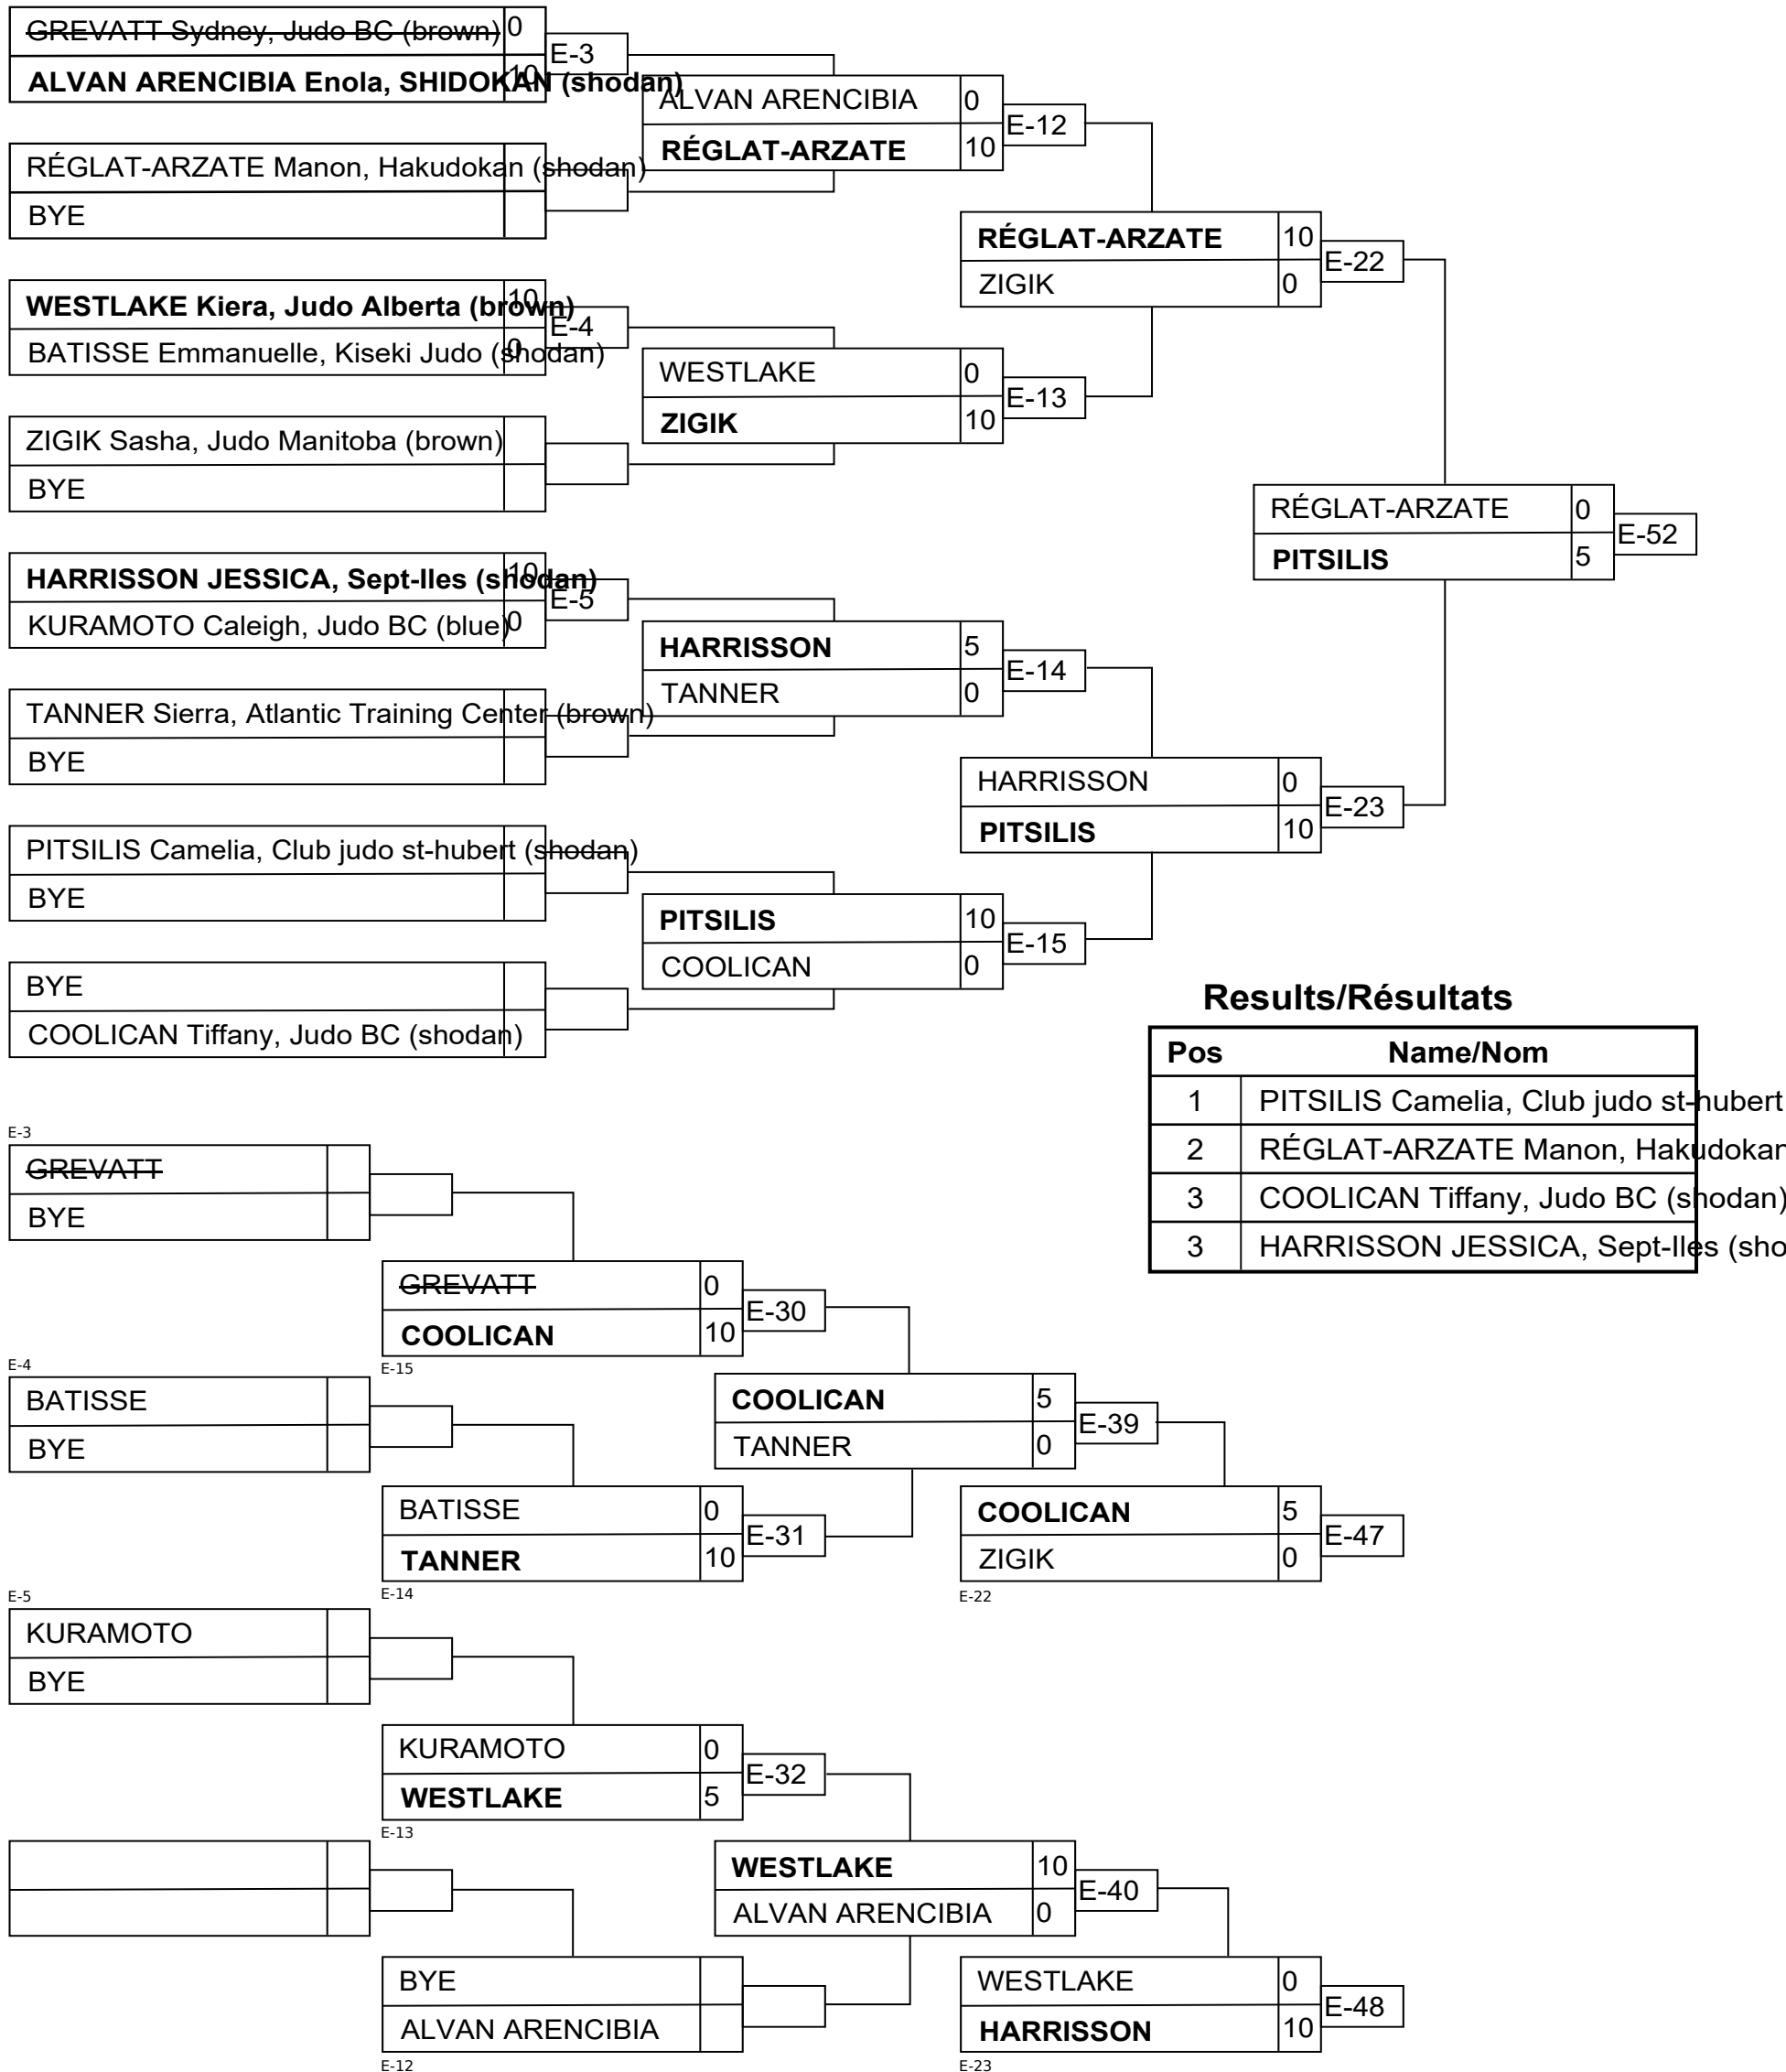 GREVATT Sydney, Judo BC (brown) 0
E-3
ALVAN ARENCIBIA Enola, SHIDOKAN (shodan) 10
ALVAN ARENCIBIA 0
E-12
RÉGLAT-ARZATE 10
RÉGLAT-ARZATE Manon, Hakudokan (shodan)
BYE
RÉGLAT-ARZATE 10
E-22
ZIGIK 0
WESTLAKE Kiera, Judo Alberta (brown) 10
E-4
BATISSE Emmanuelle, Kiseki Judo (shodan) 0
WESTLAKE 0
E-13
ZIGIK 10
ZIGIK Sasha, Judo Manitoba (brown)
BYE
RÉGLAT-ARZATE 0
E-52
PITSILIS 5
HARRISSON JESSICA, Sept-Iles (shodan) 10
E-5
KURAMOTO Caleigh, Judo BC (blue) 0
HARRISSON 5
E-14
TANNER 0
TANNER Sierra, Atlantic Training Center (brown)
BYE
HARRISSON 0
E-23
PITSILIS 10
PITSILIS Camelia, Club judo st-hubert (shodan)
BYE
PITSILIS 10
E-15
COOLICAN 0
BYE
COOLICAN Tiffany, Judo BC (shodan)
Results/Résultats
Pos Name/Nom
1 PITSILIS Camelia, Club judo st-hubert
2 RÉGLAT-ARZATE Manon, Hakudokan
3 COOLICAN Tiffany, Judo BC (shodan)
3 HARRISSON JESSICA, Sept-Iles (sho
E-3
GREVATT
BYE
GREVATT 0
E-30
COOLICAN 10
E-15
E-4
BATISSE
BYE
COOLICAN 5
E-39
TANNER 0
BATISSE 0
E-31
TANNER 10
E-14
COOLICAN 5
E-47
ZIGIK 0
E-22
E-5
KURAMOTO
BYE
KURAMOTO 0
E-32
WESTLAKE 5
E-13
WESTLAKE 10
E-40
ALVAN ARENCIBIA 0
BYE
ALVAN ARENCIBIA
E-12
WESTLAKE 0
E-48
HARRISSON 10
E-23